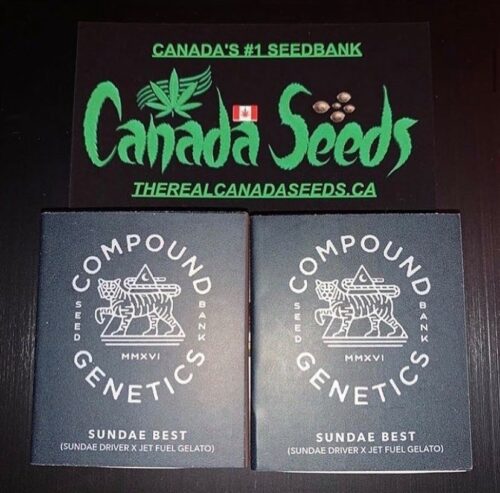 CANADA'S #1 SEEDBANK
Canada Seeds
THEREALCANADASEEDS.CA
COMPOUND
SEED BANK
MMXVI
GENETICS
SUNDAE BEST
(SUNDAE DRIVER X JET FUEL GELATO)
COMPOUND
SEED BANK
MMXVI
GENETICS
SUNDAE BEST
(SUNDAE DRIVER X JET FUEL GELATO)